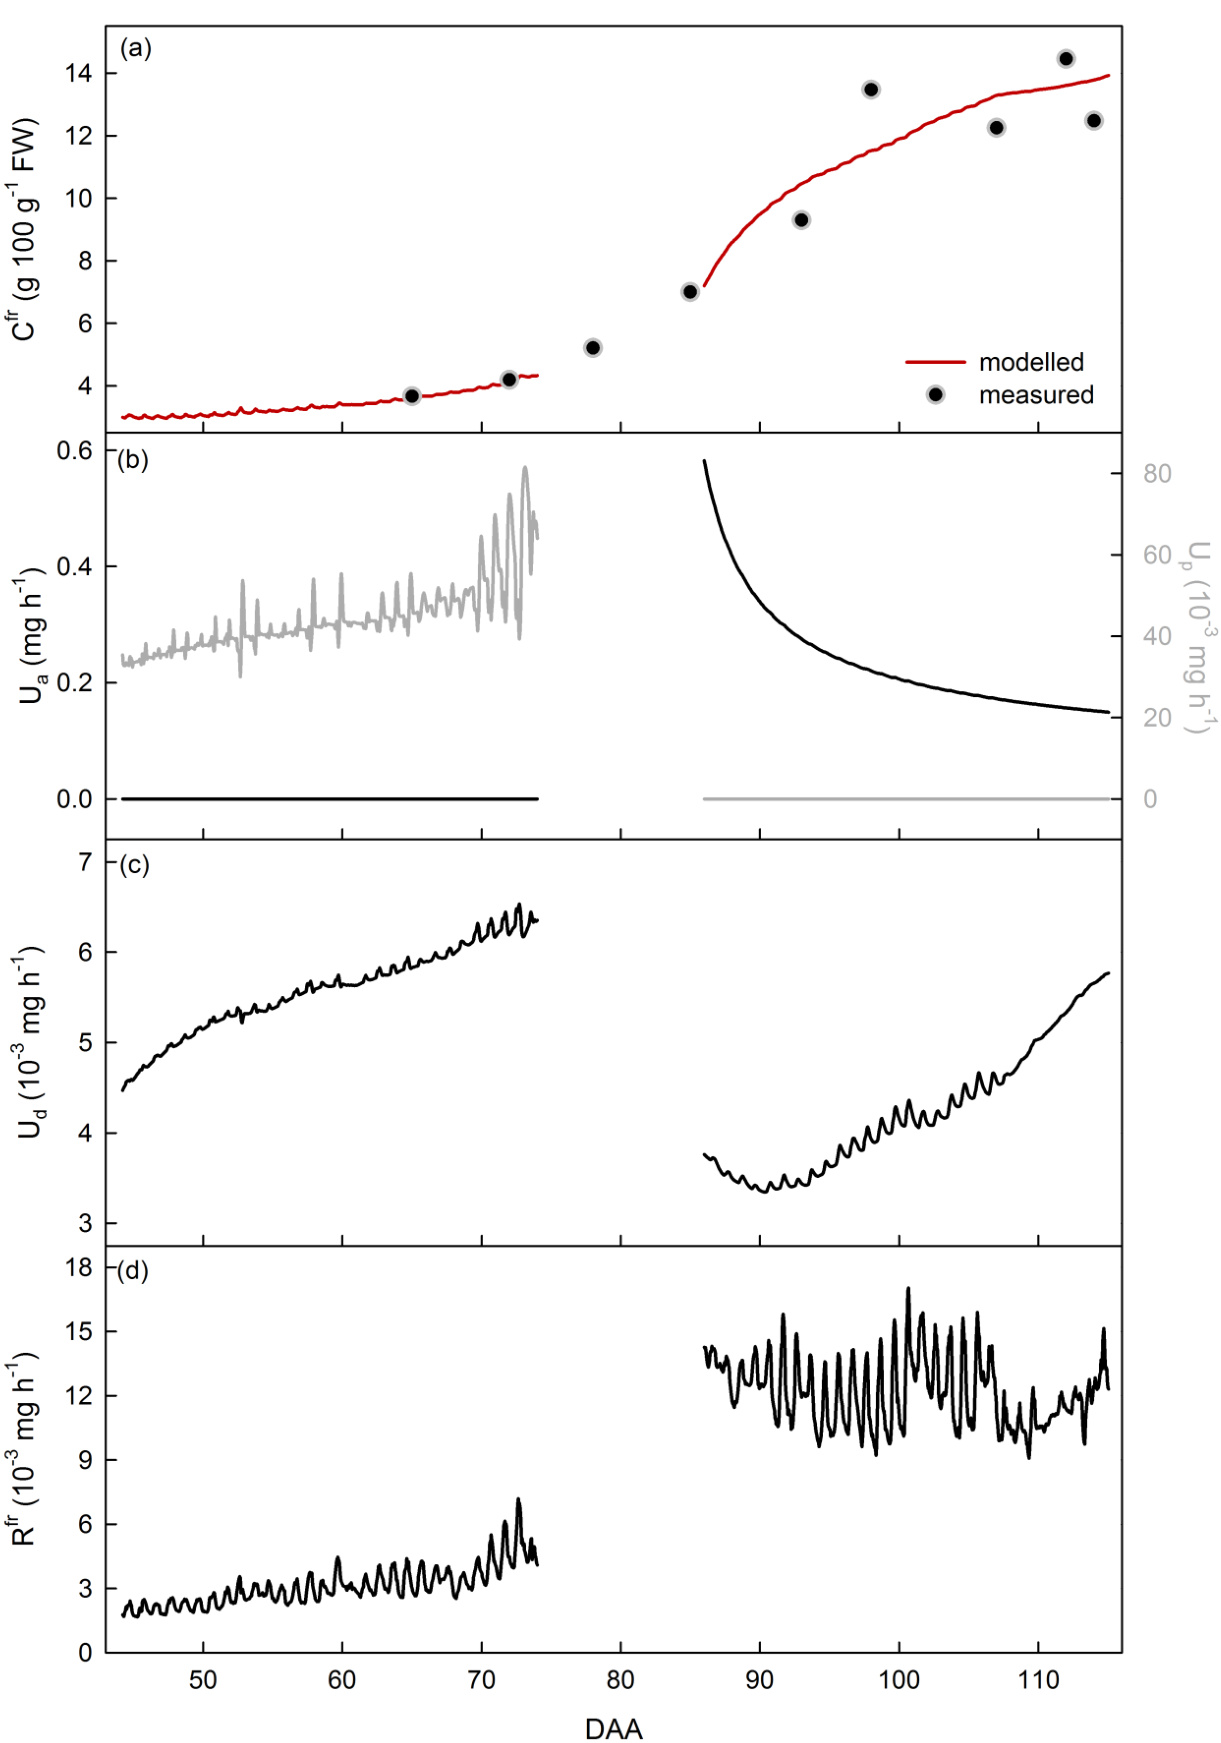 (a)
14
12
10
8
6
4
C^fr (g 100 g^-1 FW)
modelled
measured
(b)
0.6
0.4
0.2
0.0
U_a (mg h^-1)
80
60
40
20
0
U_p (10^-3 mg h^-1)
(c)
7
6
5
4
3
U_d (10^-3 mg h^-1)
(d)
18
15
12
9
6
3
0
R^fr (10^-3 mg h^-1)
50 60 70 80 90 100 110
DAA